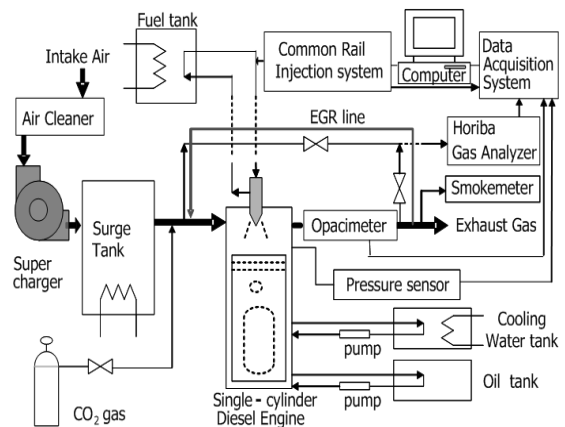 Fuel tank
Intake Air
Air Cleaner
Common Rail
Injection system
Computer
Data
Acquisition
System
EGR line
Horiba
Gas Analyzer
Smokemeter
Surge
Tank
Opacimeter
Exhaust Gas
Super
charger
Pressure sensor
Cooling
Water tank
pump
Oil tank
pump
CO₂ gas
Single - cylinder
Diesel Engine